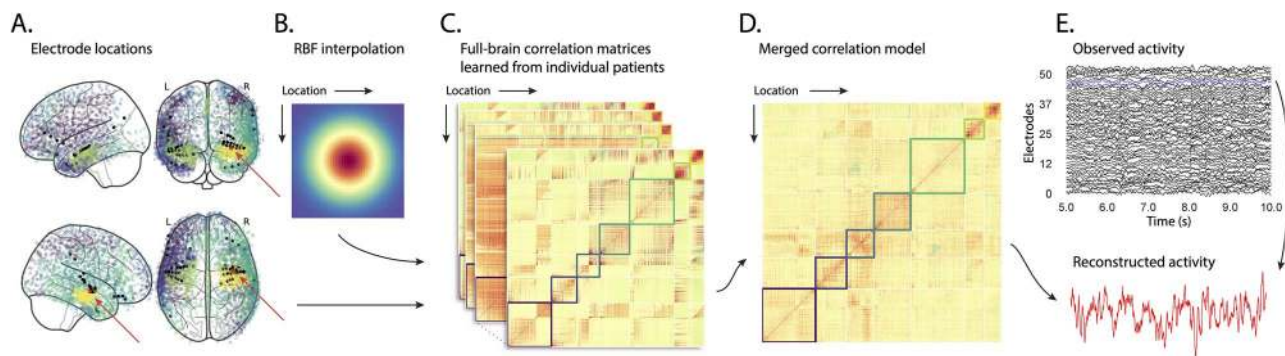 A.
Electrode locations
L
R
L
R
B.
RBF interpolation
Location
C.
Full-brain correlation matrices
learned from individual patients
Location
D.
Merged correlation model
Location
E.
Observed activity
50
37
25
12
0
Electrodes
5.0 6.0 7.0 8.0 9.0 10.0
Time (s)
Reconstructed activity